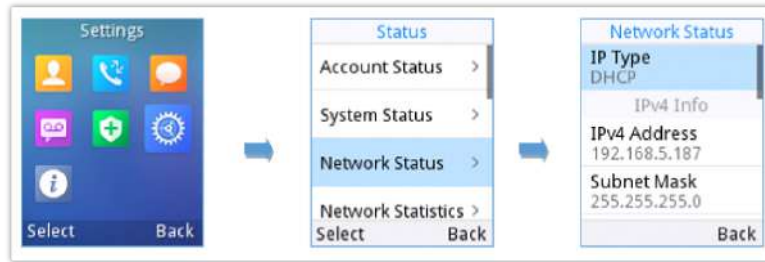 Settings
Select Back
Status
Account Status >
System Status >
Network Status >
Network Statistics >
Select Back
Network Status
IP Type
DHCP
IPv4 Info
IPv4 Address
192.168.5.187
Subnet Mask
255.255.255.0
Back